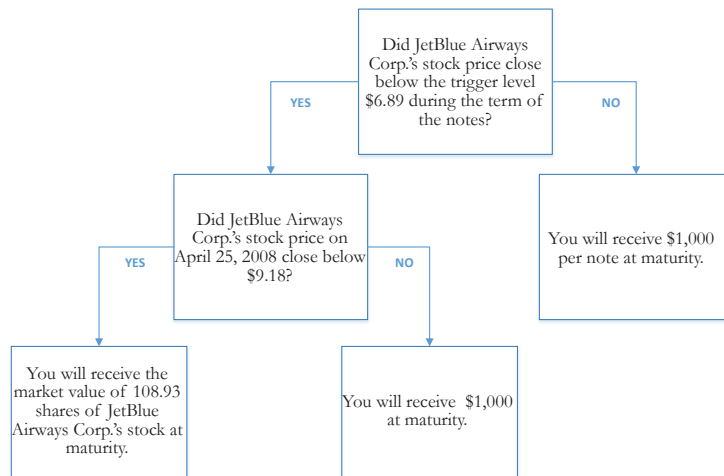 Did JetBlue Airways
Corp.'s stock price close
below the trigger level
$6.89 during the term of
the notes?
YES
NO
Did JetBlue Airways
Corp.'s stock price on
April 25, 2008 close below
$9.18?
You will receive $1,000
per note at maturity.
YES
NO
You will receive the
market value of 108.93
shares of JetBlue
Airways Corp.'s stock at
maturity.
You will receive $1,000
at maturity.